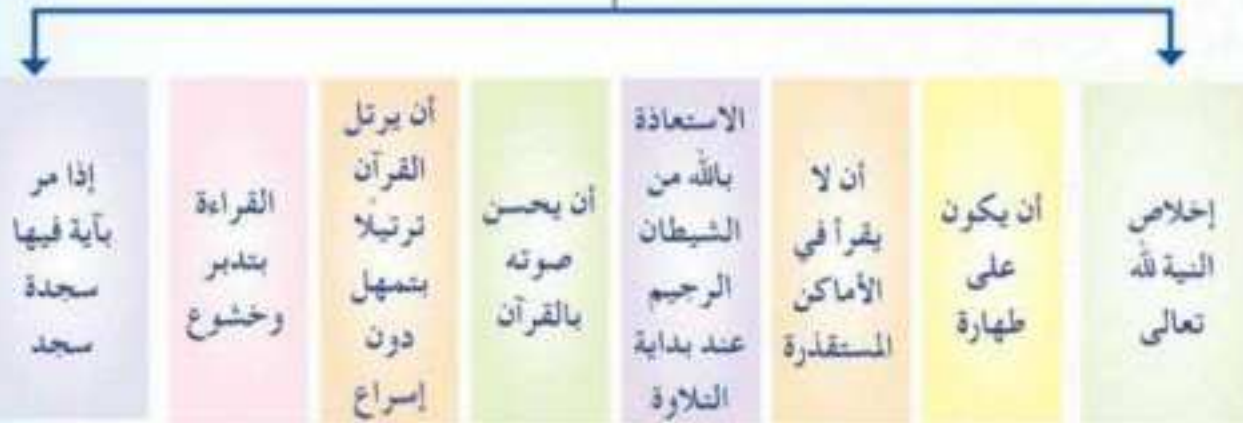 إخلاص
النية لله
تعالى
أن يكون
على
طهارة
أن لا
يقرأ في
الأماكن
المستقذرة
الاستعاذة
بالله من
الشيطان
الرجيم
عند بداية
التلاوة
أن يحسن
صوته
بالقرآن
أن يرتل
القرآن
ترتيلا
بتمهل
دون
إسراع
القراءة
بتدبر
وخشوع
إذا مر
بآية فيها
سجدة
سجد